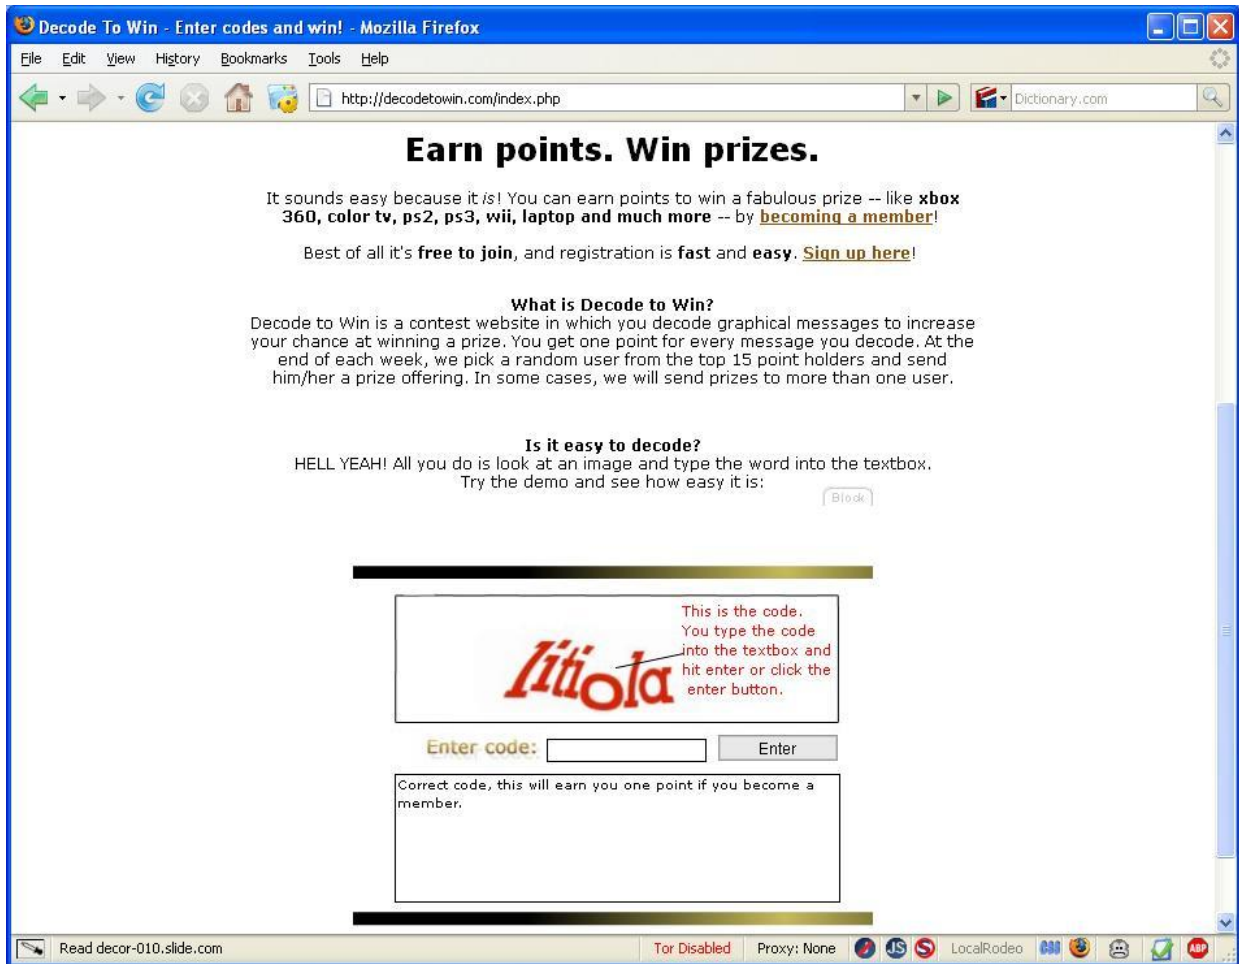 Decode To Win - Enter codes and win! - Mozilla Firefox
File Edit View History Bookmarks Tools Help
http://decodetowin.com/index.php Dictionary.com
Earn points. Win prizes.
It sounds easy because it is! You can earn points to win a fabulous prize -- like xbox
360, color tv, ps2, ps3, wii, laptop and much more -- by becoming a member!
Best of all it's free to join, and registration is fast and easy. Sign up here!
What is Decode to Win?
Decode to Win is a contest website in which you decode graphical messages to increase
your chance at winning a prize. You get one point for every message you decode. At the
end of each week, we pick a random user from the top 15 point holders and send
him/her a prize offering. In some cases, we will send prizes to more than one user.
Is it easy to decode?
HELL YEAH! All you do is look at an image and type the word into the textbox.
Try the demo and see how easy it is:
Block
This is the code.
You type the code
into the textbox and
hit enter or click the
enter button.
litiola
Enter code: Enter
Correct code, this will earn you one point if you become a
member.
Read decor-010.slide.com Tor Disabled Proxy: None JS S LocalRodeo CSS ABP